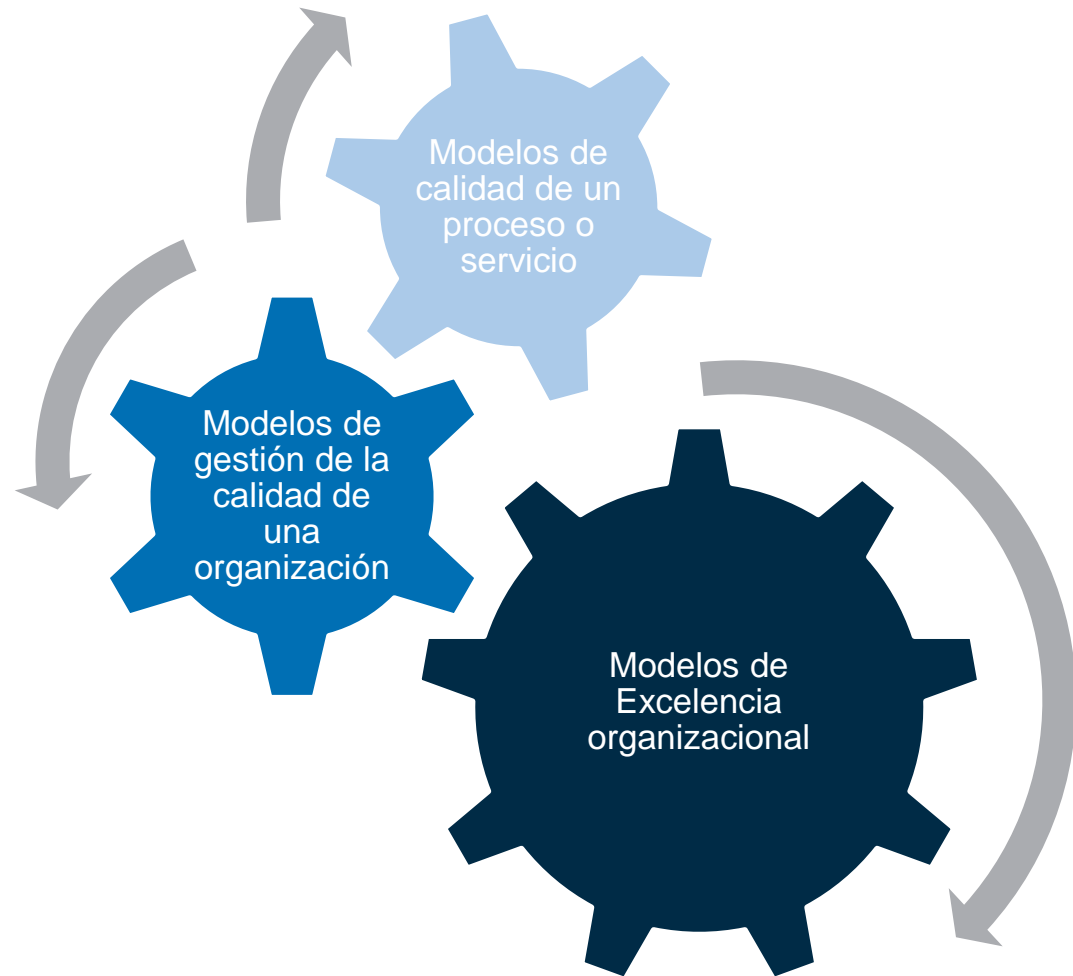 Modelos de
calidad de un
proceso o
servicio
Modelos de
gestión de la
calidad de
una
organización
Modelos de
Excelencia
organizacional